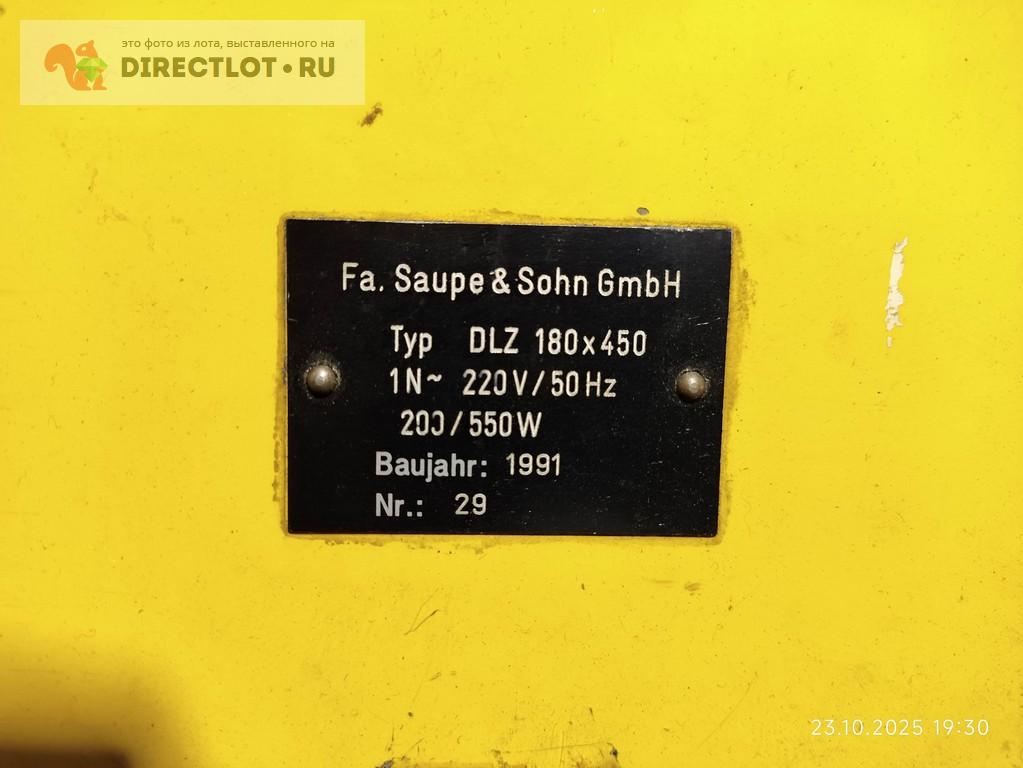 это фото из лота, выставленного на
DIRECTLOT•RU
Fa. Saupe & Sohn GmbH
Typ DLZ 180x450
1N~ 220V/50Hz
200/550W
Baujahr: 1991
Nr.: 29
23.10.2025 19:30